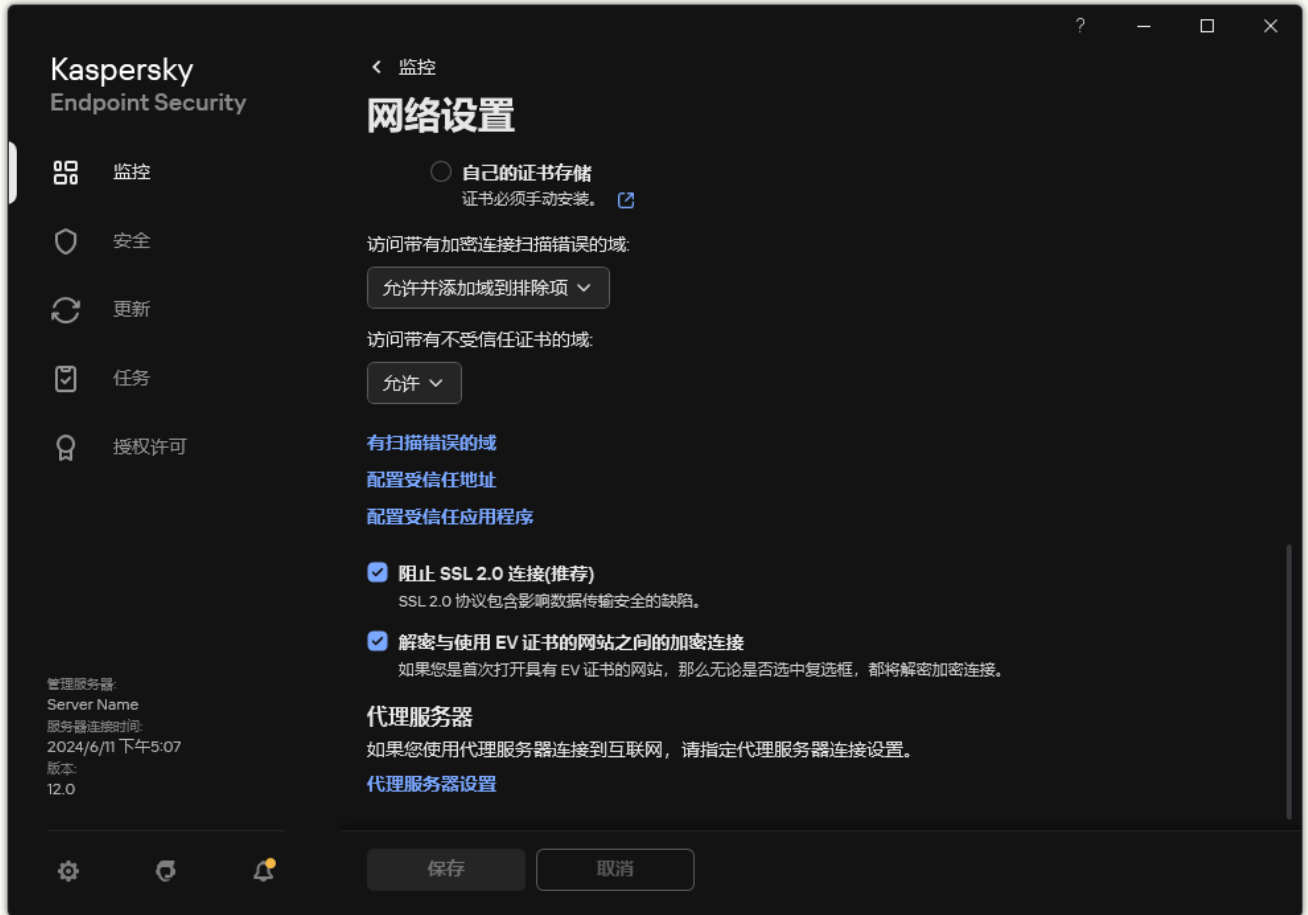 ?
Kaspersky
Endpoint Security
监控
安全
更新
任务
授权许可
管理服务器:
Server Name
服务器连接时间:
2024/6/11 下午5:07
版本:
12.0
监控
网络设置
自己的证书存储
证书必须手动安装。
访问带有加密连接扫描错误的域:
允许并添加域到排除项
访问带有不受信任证书的域:
允许
有扫描错误的域
配置受信任地址
配置受信任应用程序
阻止 SSL 2.0 连接(推荐)
SSL 2.0 协议包含影响数据传输安全的缺陷。
解密与使用 EV 证书的网站之间的加密连接
如果您是首次打开具有 EV 证书的网站，那么无论是否选中复选框，都将解密加密连接。
代理服务器
如果您使用代理服务器连接到互联网，请指定代理服务器连接设置。
代理服务器设置
保存
取消